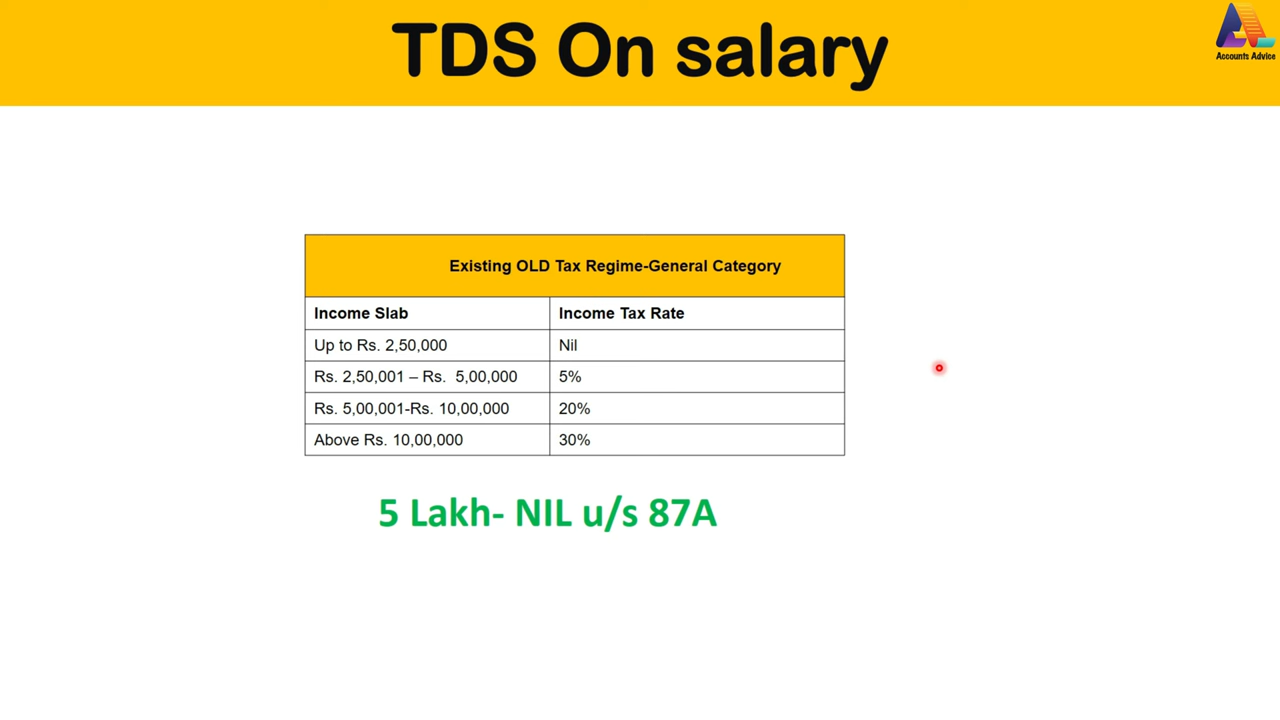 TDS On salary
Accounts Advice
Existing OLD Tax Regime-General Category
Income Slab Income Tax Rate
Up to Rs. 2,50,000 Nil
Rs. 2,50,001 – Rs. 5,00,000 5%
Rs. 5,00,001-Rs. 10,00,000 20%
Above Rs. 10,00,000 30%
5 Lakh- NIL u/s 87A